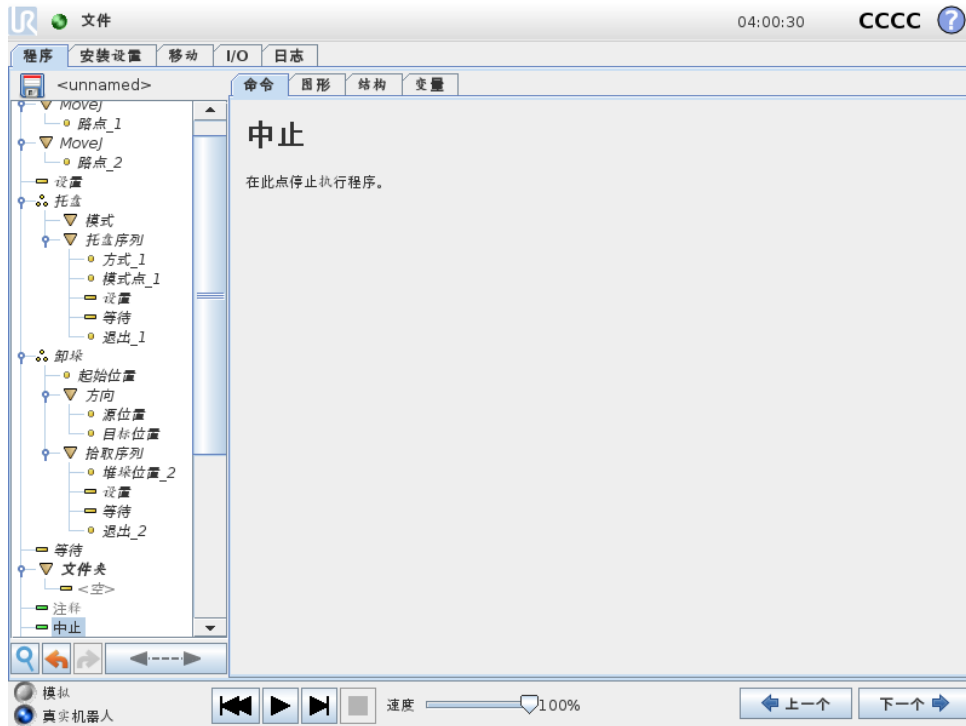 UR 文件 04:00:30 CCCC ?
程序 安装设置 移动 I/O 日志
<unnamed> 命令 图形 结构 变量
MoveJ
路点_1
MoveJ
路点_2
设置
托盘
模式
托盘序列
方式_1
模式点_1
设置
等待
退出_1
卸垛
起始位置
方向
源位置
目标位置
拾取序列
堆垛位置_2
设置
等待
退出_2
等待
文件夹
<空>
注释
中止
中止
在此点停止执行程序。
模拟
真实机器人
速度 100% 上一个 下一个